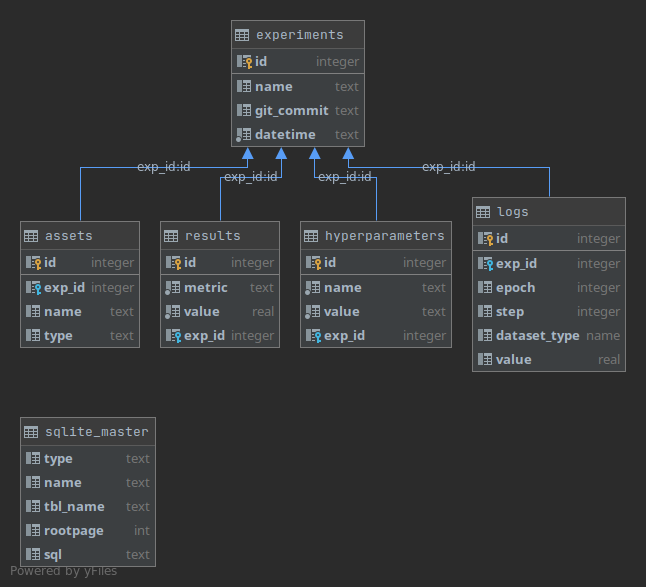 experiments
id integer
name text
git_commit text
datetime text
exp_id:id
exp_id:id
exp_id:id
exp_id:id
assets
id integer
exp_id integer
name text
type text
results
id integer
metric text
value real
exp_id integer
hyperparameters
id integer
name text
value text
exp_id integer
logs
id integer
exp_id integer
epoch integer
step integer
dataset_type name
value real
sqlite_master
type text
name text
tbl_name text
rootpage int
sql text
Powered by yFiles